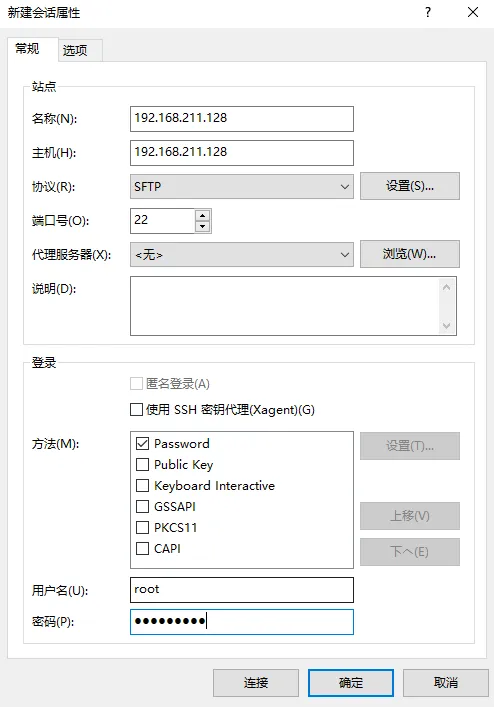 新建会话属性 ?
常规 选项
站点
名称(N): 192.168.211.128
主机(H): 192.168.211.128
协议(R): SFTP 设置(S)...
端口号(O): 22
代理服务器(X): <无> 浏览(W)...
说明(D):
登录
匿名登录(A)
使用 SSH 密钥代理(Xagent)(G)
方法(M): Password 设置(T)...
Public Key
Keyboard Interactive
GSSAPI 上移(V)
PKCS11
CAPI 下へ(E)
用户名(U): root
密码(P): ●●●●●●●●●
连接 确定 取消